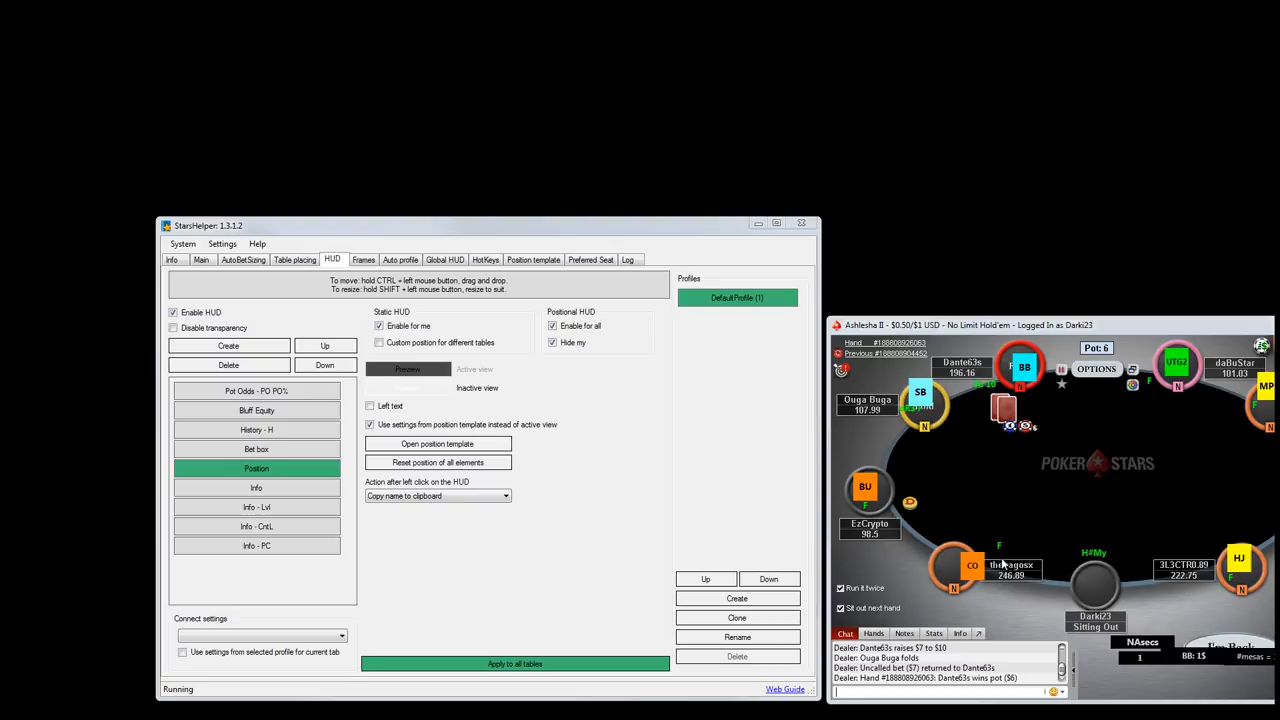 StarsHelper: 1.3.1.2
System Settings Help
Info Main AutoBetSizing Table placing HUD Frames Auto profile Global HUD HotKeys Position template Preferred Seat Log
To move: hold CTRL + left mouse button, drag and drop.
To resize: hold SHIFT + left mouse button, resize to suit.
Profiles
DefaultProfile (1)
Enable HUD
Disable transparency
Create Up
Delete Down
Static HUD
Enable for me
Custom position for different tables
Positional HUD
Enable for all
Hide my
Pot Odds - PO PO%
Bluff Equity
History - H
Bet box
Position
Info
Info - Lvl
Info - CntL
Info - PC
Preview Active view
Inactive view
Left text
Use settings from position template instead of active view
Open position template
Reset position of all elements
Action after left click on the HUD
Copy name to clipboard
Up Down
Create
Clone
Rename
Delete
Connect settings
Use settings from selected profile for current tab
Apply to all tables
Running
Web Guide
Ashlesha II - $0.50/$1 USD - No Limit Hold'em - Logged In as Darki23
Hand #188808926063
Previous #188808904452
Pot: 6
OPTIONS
Dante63s
196.16
BB
N
UTG2
F
N
daBuStar
101.03
MP
N
Ouga Buga
107.99
SB
N
6
POKER STARS
BU
F
EzCrypto
98.5
D
F
CO
N
246.89
H#My
3L3CTR0.89
222.75
HJ
F
N
Run it twice
Sit out next hand
Darki23
Sitting Out
Chat Hands Notes Stats Info
NAsecs
1
BB: 1$
#mesas =
I'm Back
Dealer: Dante63s raises $7 to $10
Dealer: Ouga Buga folds
Dealer: Uncalled bet ($7) returned to Dante63s
Dealer: Hand #188808926063: Dante63s wins pot ($6)